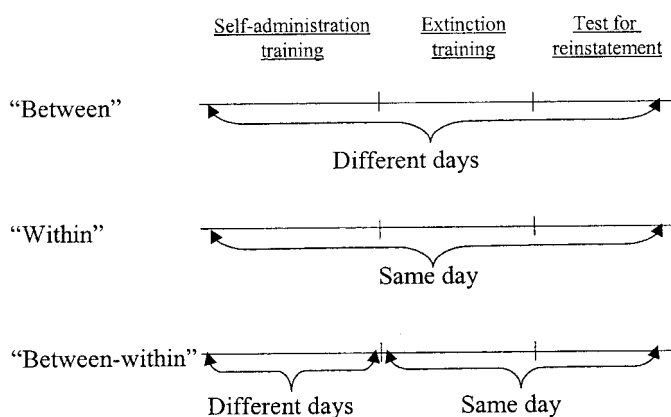 Self-administration training
Extinction training
Test for reinstatement
“Between”
Different days
“Within”
Same day
“Between-within”
Different days
Same day